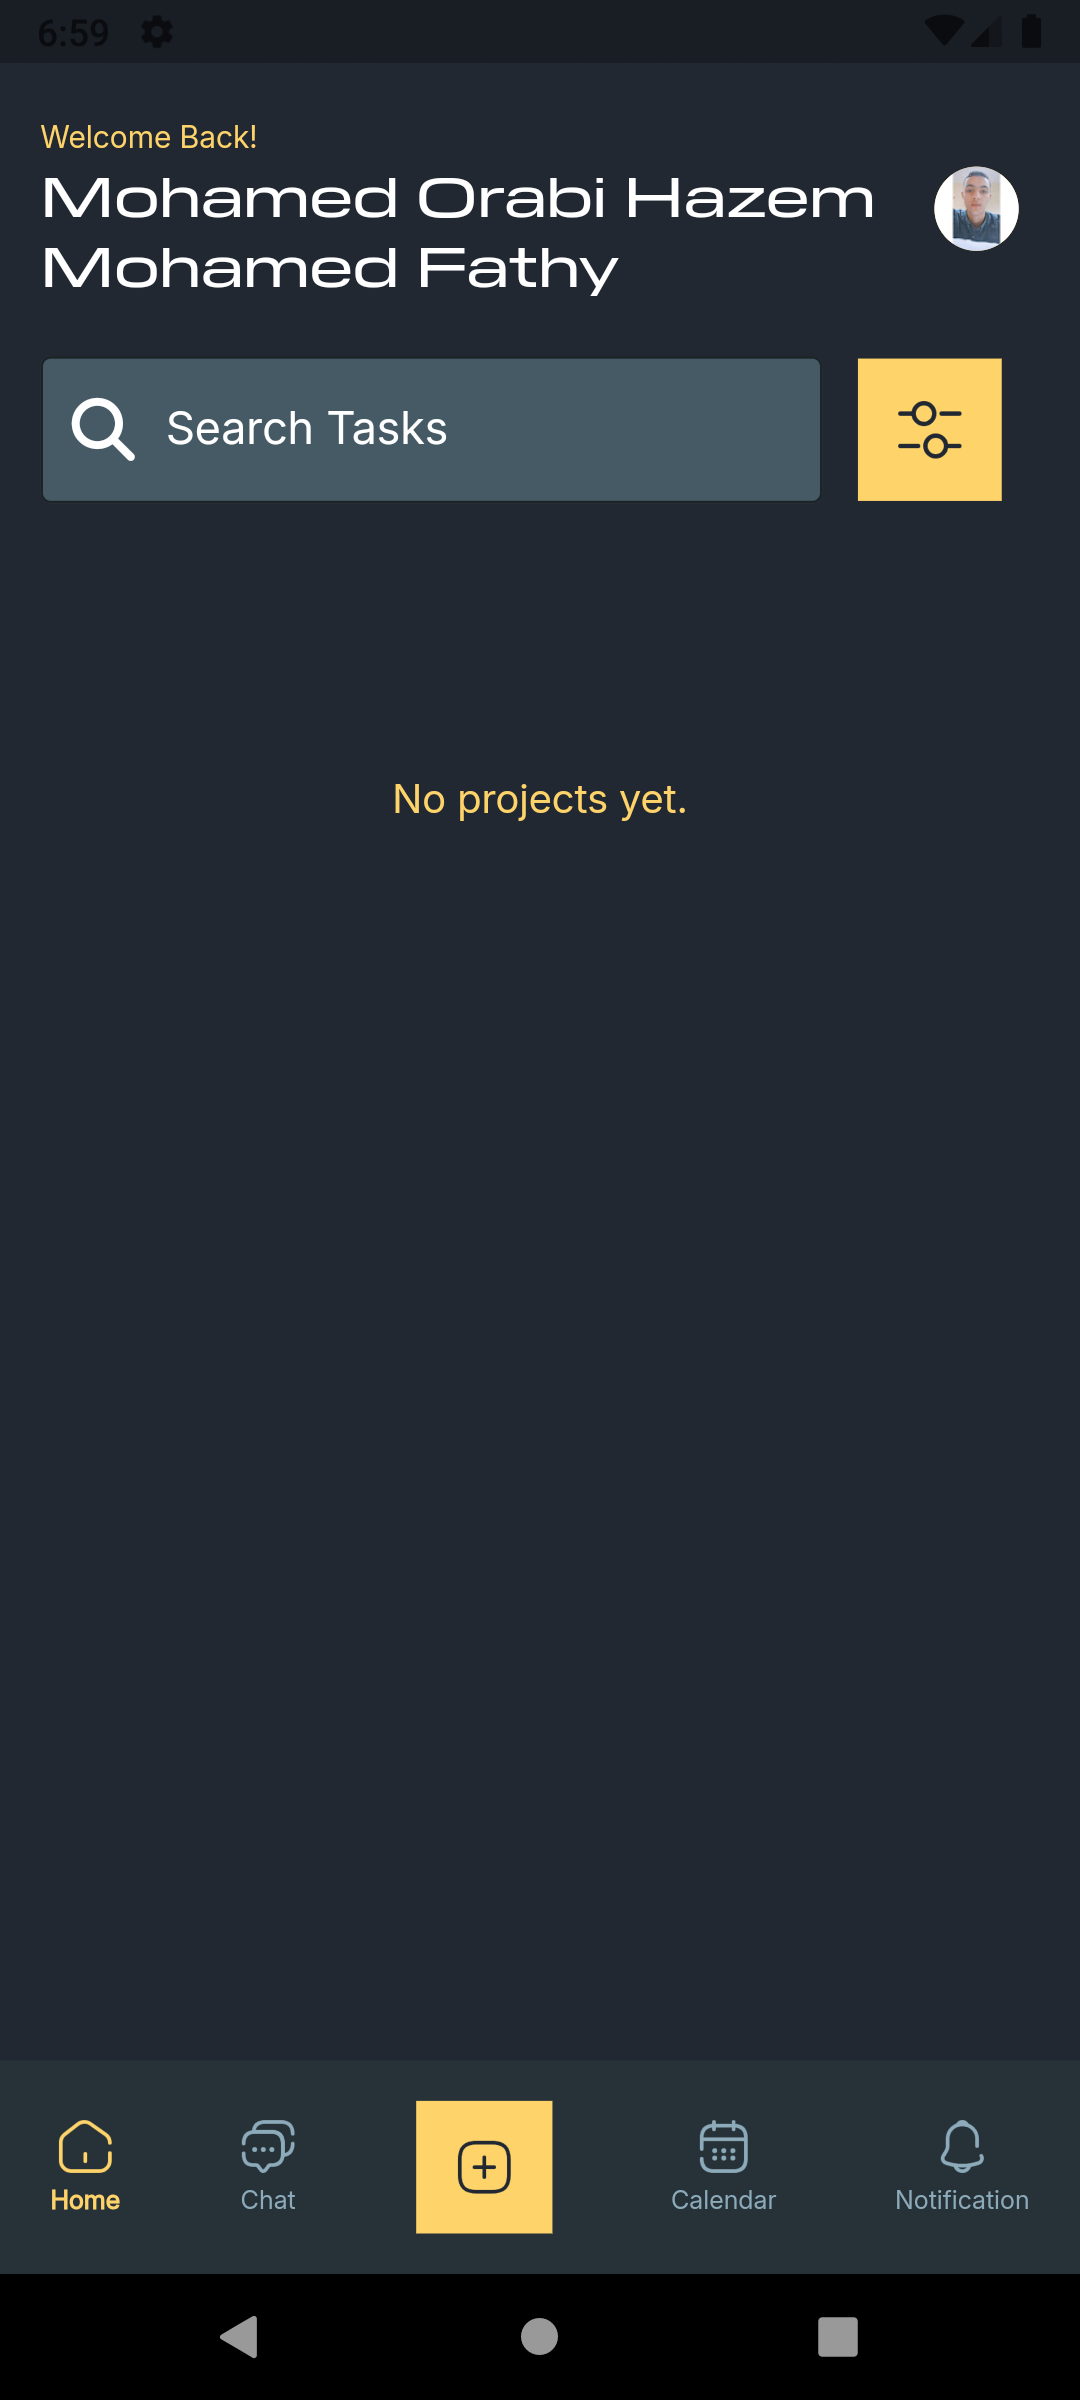 6:59
Welcome Back!
Mohamed Orabi Hazem
Mohamed Fathy
Search Tasks
No projects yet.
Home
Chat
Calendar
Notification